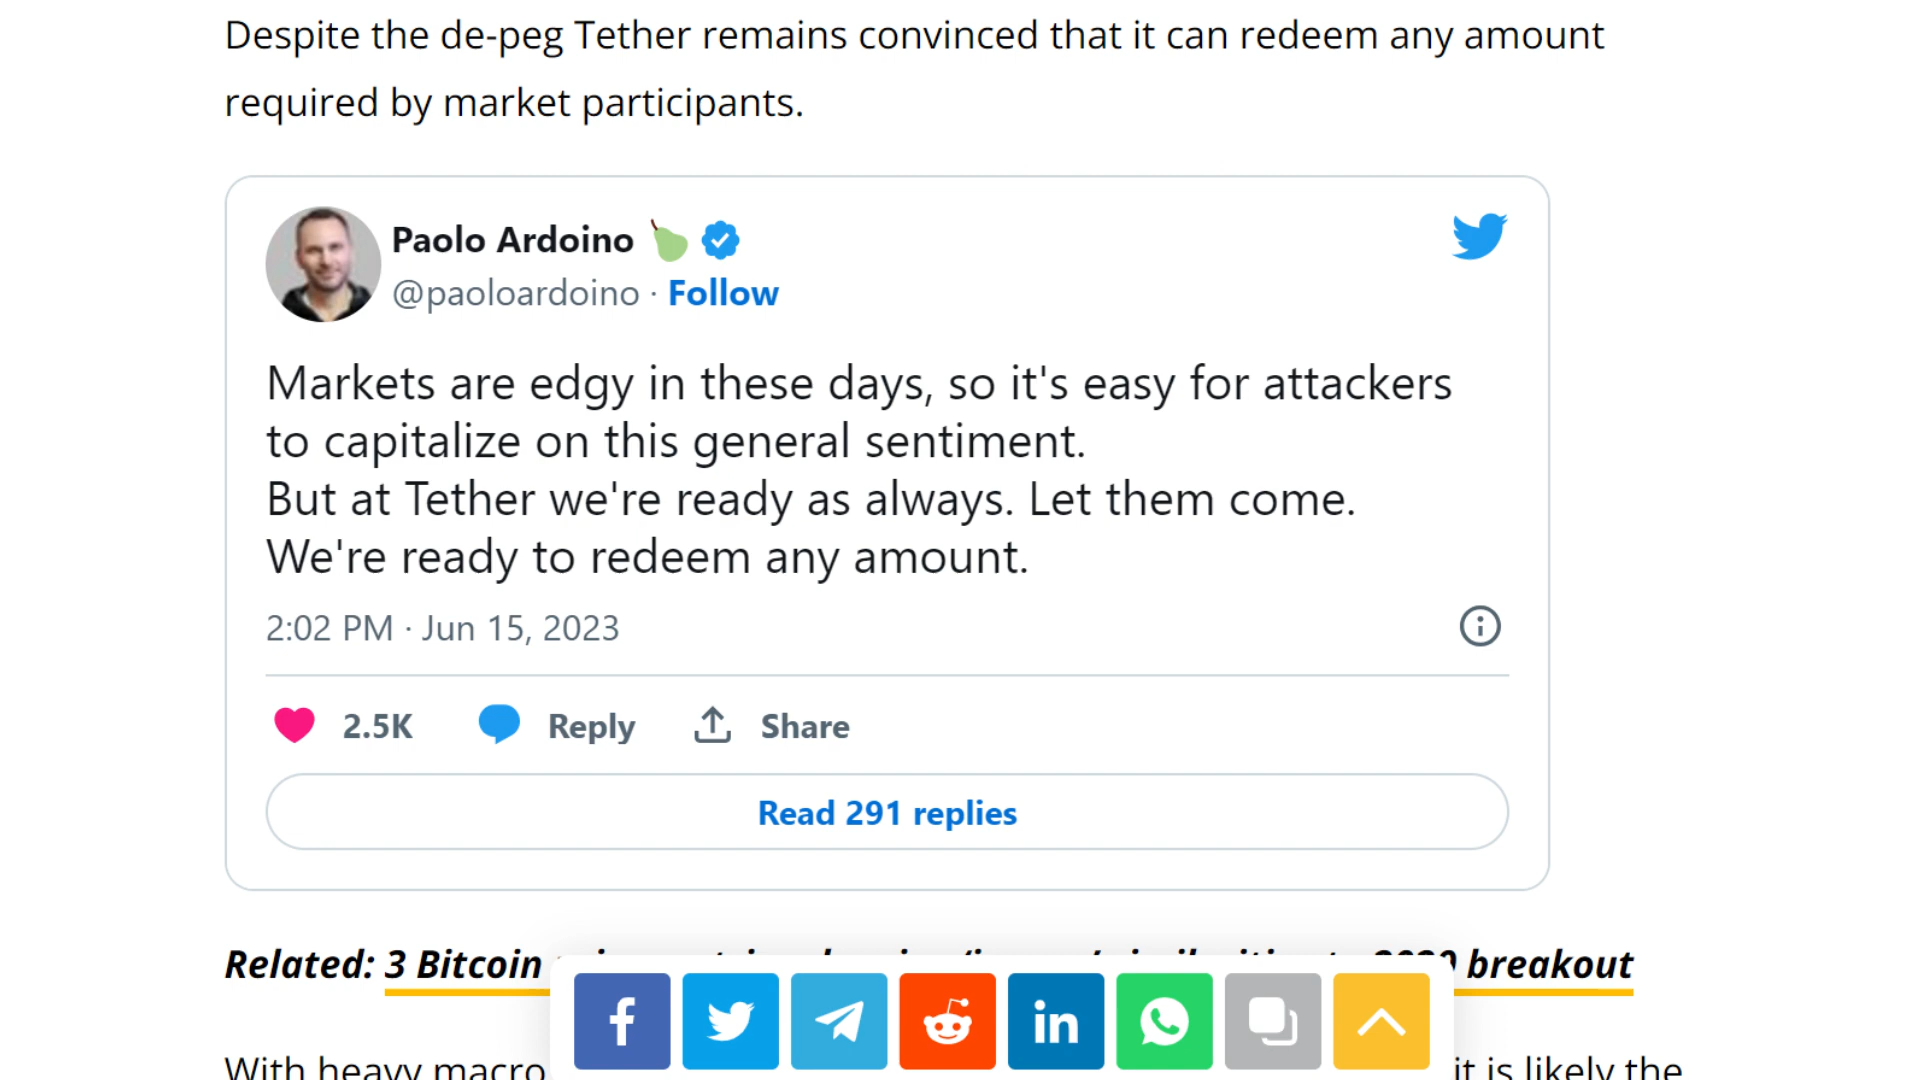 Despite the de-peg Tether remains convinced that it can redeem any amount
required by market participants.
Paolo Ardoino
@paoloardoino · Follow
Markets are edgy in these days, so it's easy for attackers
to capitalize on this general sentiment.
But at Tether we're ready as always. Let them come.
We're ready to redeem any amount.
2:02 PM · Jun 15, 2023
2.5K Reply Share
Read 291 replies
Related: 3 Bitcoin breakout
With heavy macro it is likely the